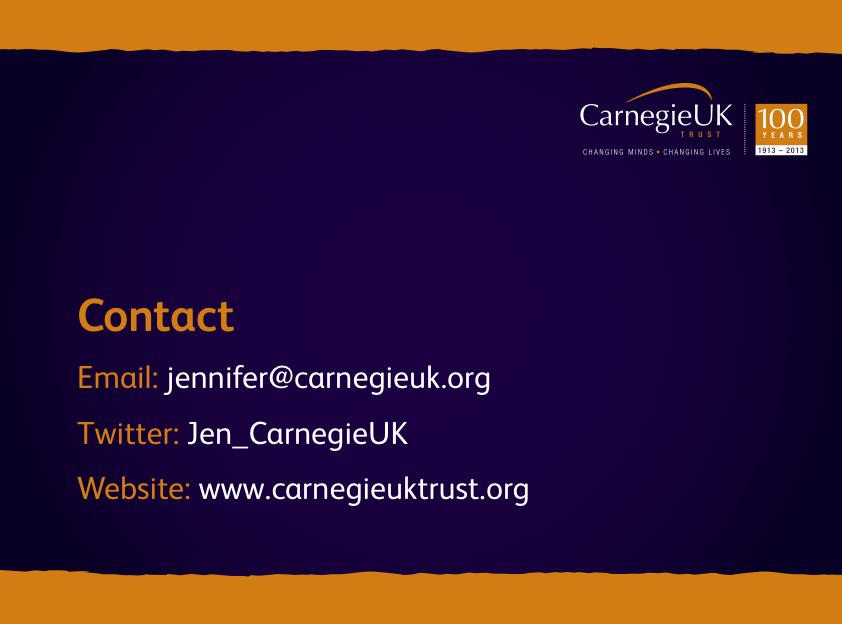 CarnegieUK
TRUST
CHANGING MINDS • CHANGING LIVES
100
YEARS
1913 – 2013
Contact
Email: jennifer@carnegieuk.org
Twitter: Jen_CarnegieUK
Website: www.carnegieuktrust.org